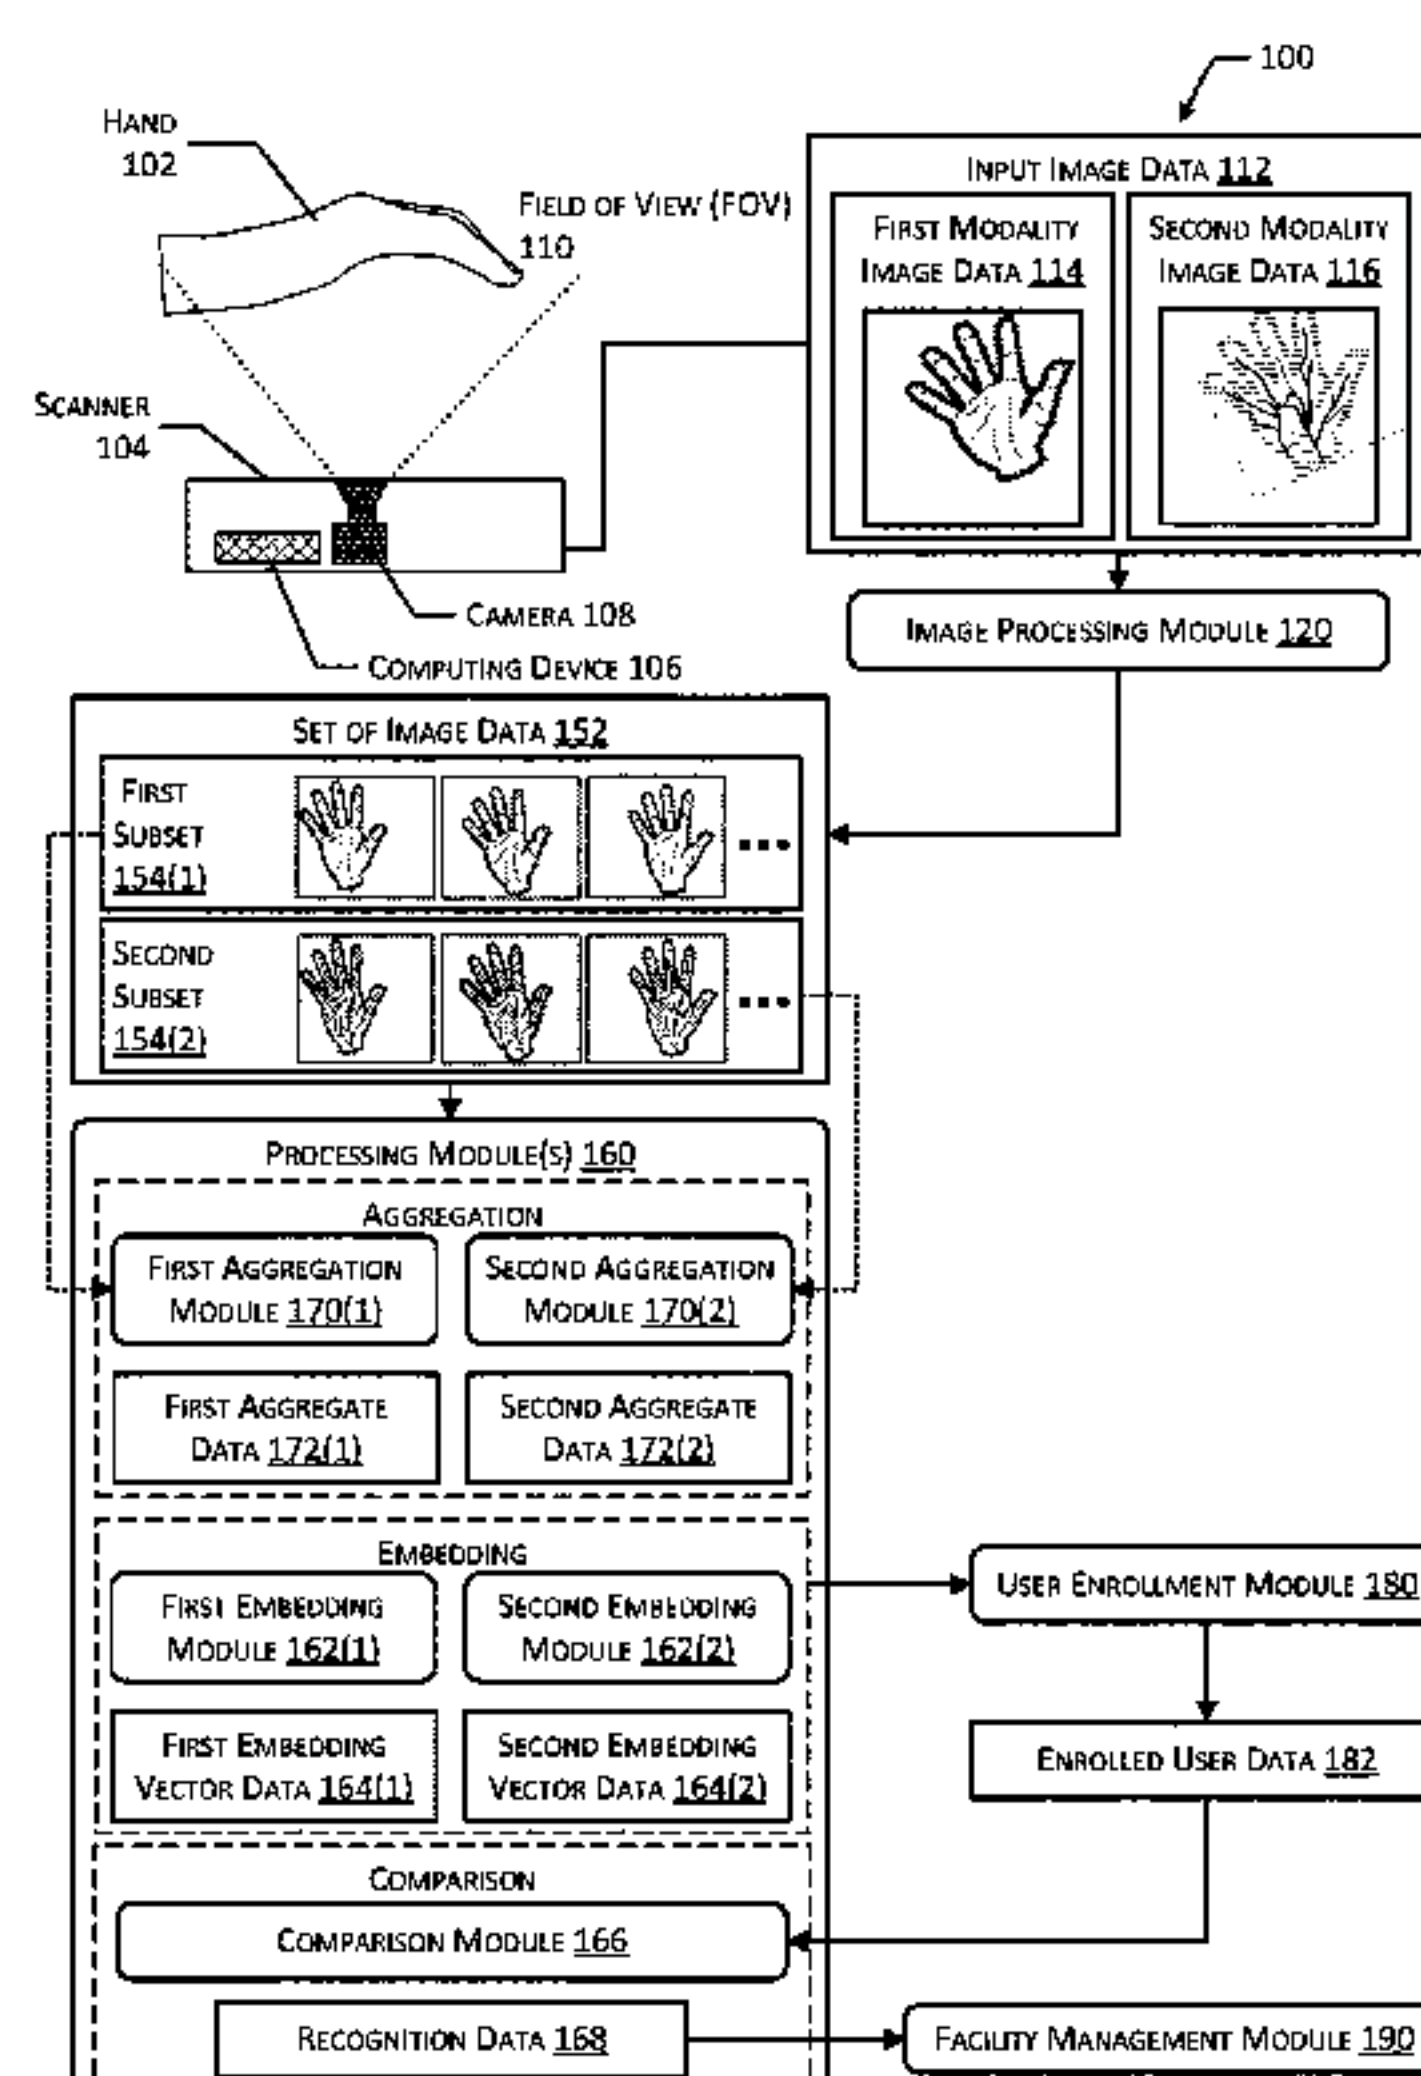 100
HAND
102
FIELD OF VIEW (FOV)
110
INPUT IMAGE DATA 112
FIRST MODALITY
IMAGE DATA 114
SECOND MODALITY
IMAGE DATA 116
SCANNER
104
CAMERA 108
COMPUTING DEVICE 106
IMAGE PROCESSING MODULE 120
SET OF IMAGE DATA 152
FIRST
SUBSET
154(1)
SECOND
SUBSET
154(2)
PROCESSING MODULE(S) 160
AGGREGATION
FIRST AGGREGATION
MODULE 170(1)
SECOND AGGREGATION
MODULE 170(2)
FIRST AGGREGATE
DATA 172(1)
SECOND AGGREGATE
DATA 172(2)
EMBEDDING
FIRST EMBEDDING
MODULE 162(1)
SECOND EMBEDDING
MODULE 162(2)
FIRST EMBEDDING
VECTOR DATA 164(1)
SECOND EMBEDDING
VECTOR DATA 164(2)
USER ENROLLMENT MODULE 180
ENROLLED USER DATA 182
COMPARISON
COMPARISON MODULE 166
RECOGNITION DATA 168
FACILITY MANAGEMENT MODULE 190